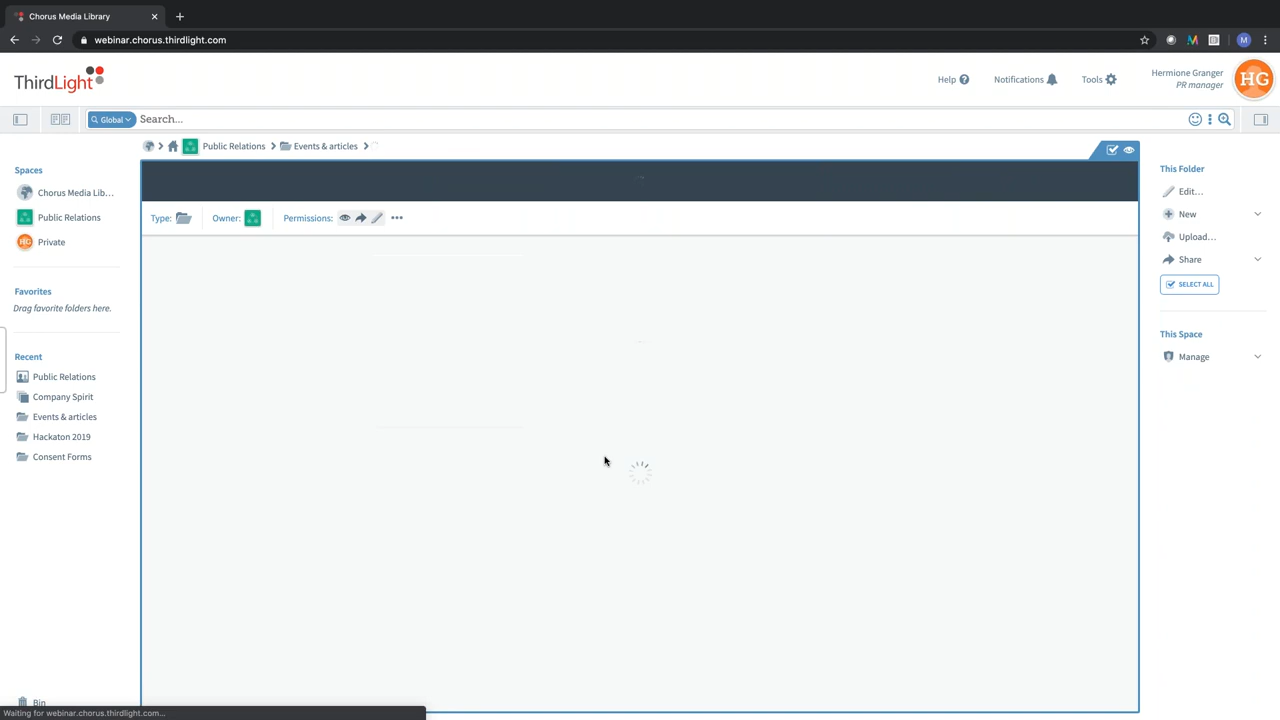 Chorus Media Library
webinar.chorus.thirdlight.com
M
ThirdLight
Help ?
Notifications
Tools
Hermione Granger
PR manager
HG
Global
Search...
Public Relations
Events & articles
Spaces
Chorus Media Lib...
Public Relations
HG Private
Favorites
Drag favorite folders here.
Recent
Public Relations
Company Spirit
Events & articles
Hackaton 2019
Consent Forms
Bin
Type:
Owner:
Permissions:
This Folder
Edit...
New
Upload...
Share
SELECT ALL
This Space
Manage
Waiting for webinar.chorus.thirdlight.com...